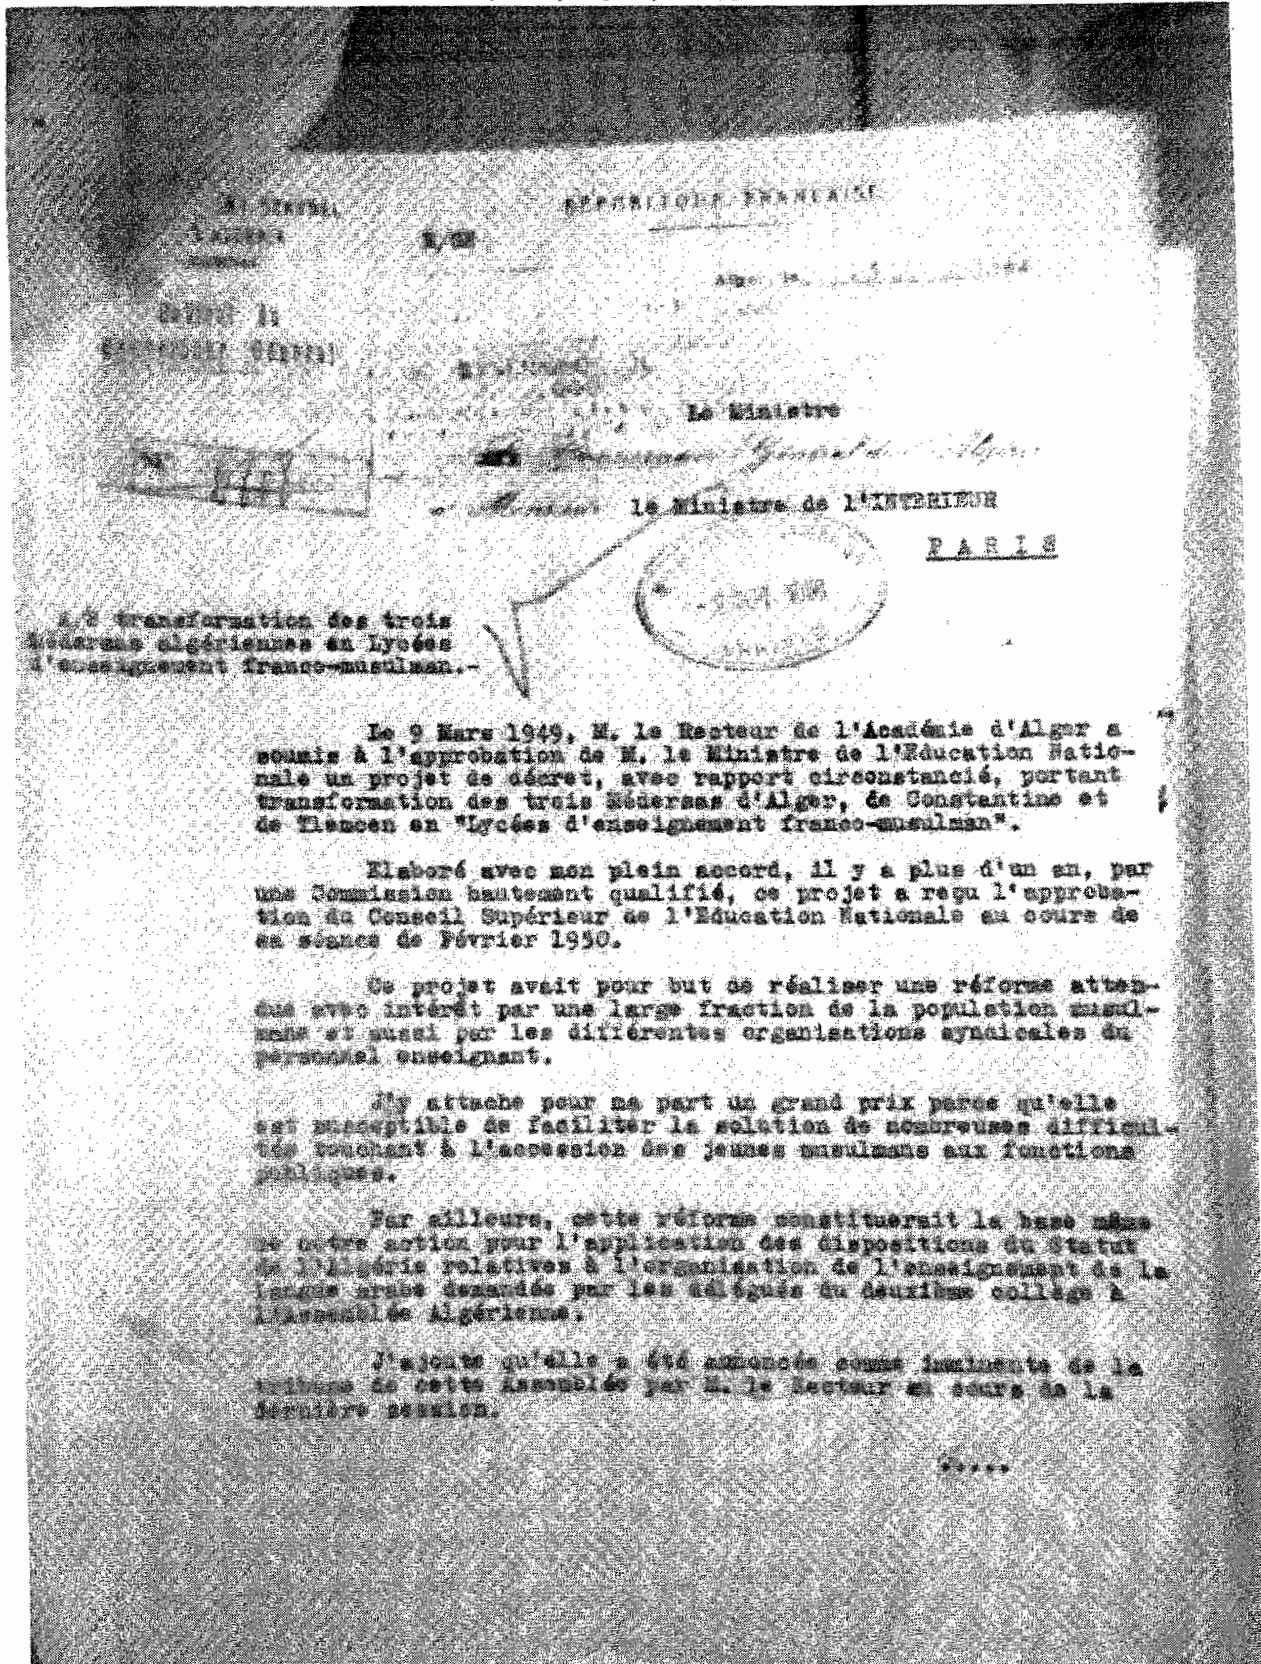 RÉPUBLIQUE FRANÇAISE
Le Ministre
le Ministre de l'INTERIEUR
PARIS
transformation des trois
Médersas algériennes en Lycées
d'enseignement franco-musulman.-
Le 9 Mars 1949, M. le Recteur de l'Académie d'Alger a
soumis à l'approbation de M. le Ministre de l'Education Natio-
nale un projet de décret, avec rapport circonstancié, portant
transformation des trois Médersas d'Alger, de Constantine et
de Tlemcen en "Lycées d'enseignement franco-musulman".
Elaboré avec mon plein accord, il y a plus d'un an, par
une Commission hautement qualifié, ce projet a reçu l'approba-
tion du Conseil Supérieur de l'Education Nationale au cours de
sa séance de Février 1950.
Ce projet avait pour but de réaliser une réforme atten-
due avec intérêt par une large fraction de la population musul-
mane et aussi par les différentes organisations syndicales du
personnel enseignant.
J'y attache pour ma part un grand prix parce qu'elle
est susceptible de faciliter la solution de nombreuses difficul-
tés touchant à l'accession des jeunes musulmans aux fonctions
publiques.
Par ailleurs, cette réforme constituerait la base même
de notre action pour l'application des dispositions du Statut
de l'Algérie relatives à l'organisation de l'enseignement de la
langue arabe demandée par les délégués du deuxième collège à
l'Assemblée Algérienne.
J'ajoute qu'elle a été annoncée comme imminente de la
tribune de cette Assemblée par M. le Recteur au cours de la
dernière session.
.....